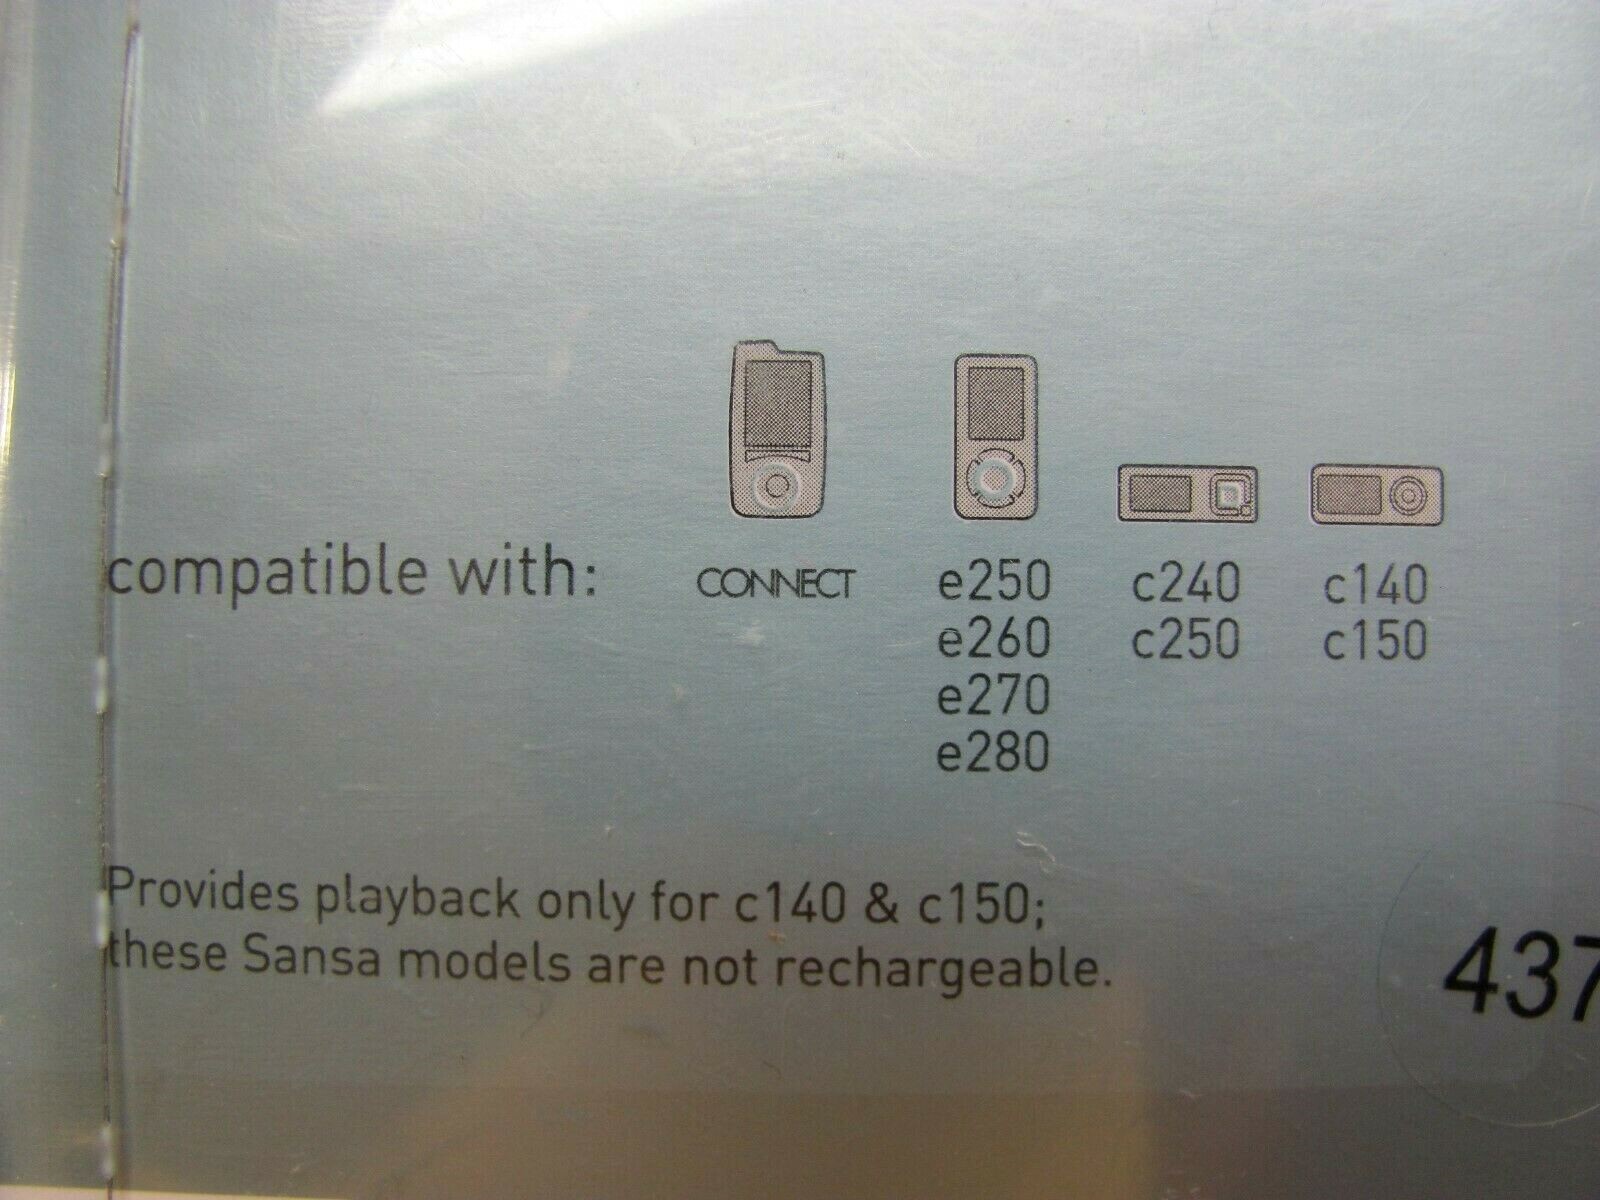 compatible with: CONNECT e250 c240 c140
e260 c250 c150
e270
e280
Provides playback only for c140 & c150;
these Sansa models are not rechargeable.
437